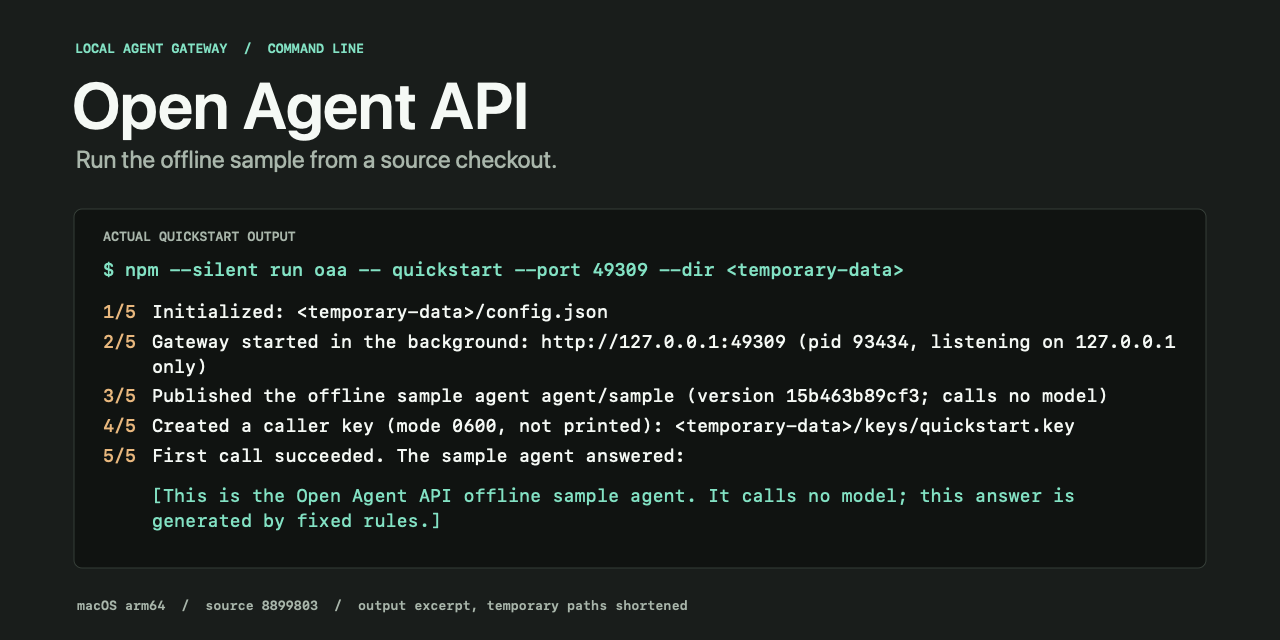 LOCAL AGENT GATEWAY / COMMAND LINE
Open Agent API
Run the offline sample from a source checkout.
ACTUAL QUICKSTART OUTPUT
$ npm --silent run oaa -- quickstart --port 49309 --dir <temporary-data>
1/5 Initialized: <temporary-data>/config.json
2/5 Gateway started in the background: http://127.0.0.1:49309 (pid 93434, listening on 127.0.0.1
only)
3/5 Published the offline sample agent agent/sample (version 15b463b89cf3; calls no model)
4/5 Created a caller key (mode 0600, not printed): <temporary-data>/keys/quickstart.key
5/5 First call succeeded. The sample agent answered:
[This is the Open Agent API offline sample agent. It calls no model; this answer is
generated by fixed rules.]
macOS arm64 / source 8899803 / output excerpt, temporary paths shortened